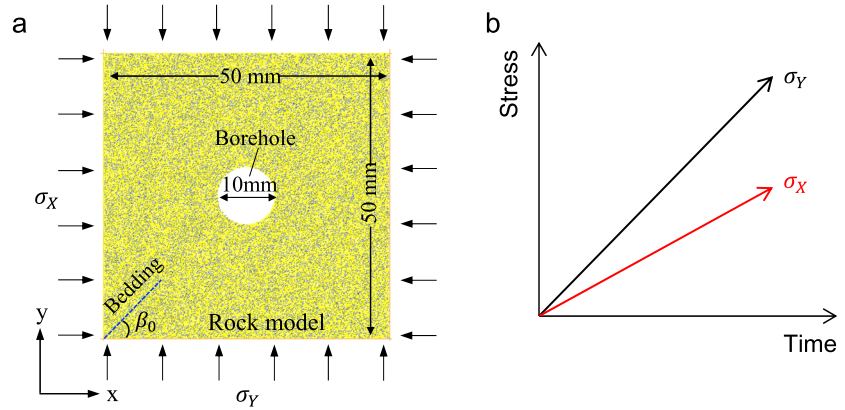 a
50 mm
Borehole
10mm
50 mm
σX
Bedding
β0
Rock model
y
x
σY
b
Stress
σY
σX
Time